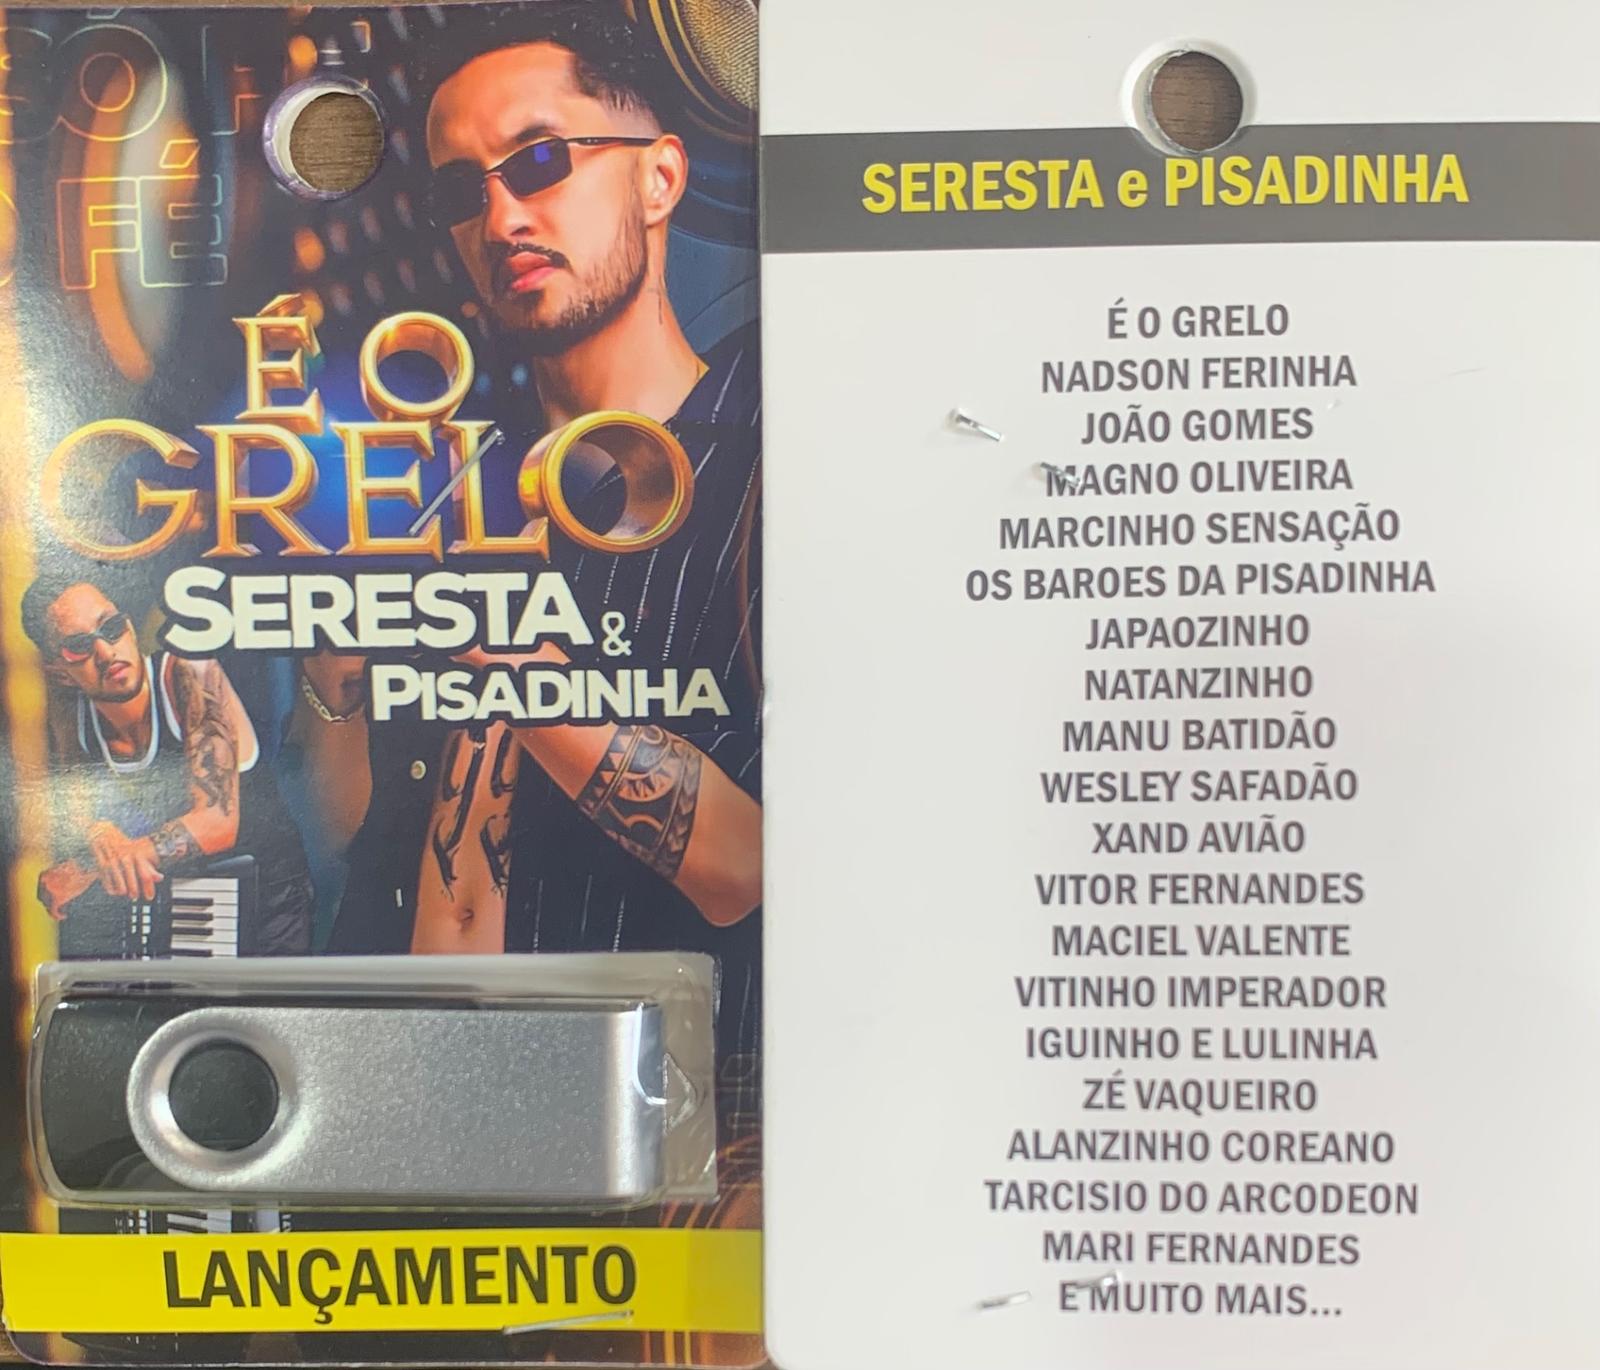 SÓ
FÉ
É O
GRELO
SERESTA &
PISADINHA
LANÇAMENTO
SERESTA e PISADINHA
É O GRELO
NADSON FERINHA
JOÃO GOMES
MAGNO OLIVEIRA
MARCINHO SENSAÇÃO
OS BAROES DA PISADINHA
JAPAOZINHO
NATANZINHO
MANU BATIDÃO
WESLEY SAFADÃO
XAND AVIÃO
VITOR FERNANDES
MACIEL VALENTE
VITINHO IMPERADOR
IGUINHO E LULINHA
ZÉ VAQUEIRO
ALANZINHO COREANO
TARCISIO DO ARCODEON
MARI FERNANDES
E MUITO MAIS...